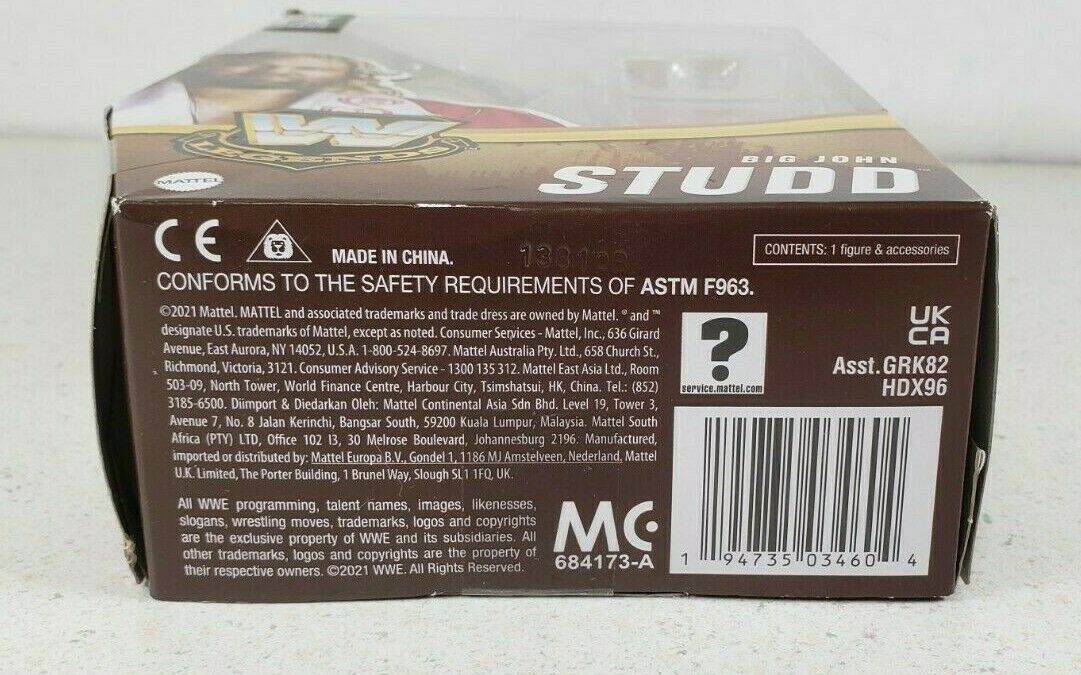 LEGENDS
MATTEL
BIG JOHN
STUDD™
CE
MADE IN CHINA.
CONTENTS: 1 figure & accessories
CONFORMS TO THE SAFETY REQUIREMENTS OF ASTM F963.
©2021 Mattel. MATTEL and associated trademarks and trade dress are owned by Mattel. ® and ™
designate U.S. trademarks of Mattel, except as noted. Consumer Services - Mattel, Inc., 636 Girard
Avenue, East Aurora, NY 14052, U.S.A. 1-800-524-8697. Mattel Australia Pty. Ltd., 658 Church St.,
Richmond, Victoria, 3121. Consumer Advisory Service - 1300 135 312. Mattel East Asia Ltd., Room
503-09, North Tower, World Finance Centre, Harbour City, Tsimshatsui, HK, China. Tel.: (852)
3185-6500. Diimport & Diedarkan Oleh: Mattel Continental Asia Sdn Bhd. Level 19, Tower 3,
Avenue 7, No. 8 Jalan Kerinchi, Bangsar South, 59200 Kuala Lumpur, Malaysia. Mattel South
Africa (PTY) LTD, Office 102 I3, 30 Melrose Boulevard, Johannesburg 2196. Manufactured,
imported or distributed by: Mattel Europa B.V., Gondel 1, 1186 MJ Amstelveen, Nederland. Mattel
U.K. Limited, The Porter Building, 1 Brunel Way, Slough SL1 1FQ, UK.
?
service.mattel.com
UK
CA
Asst.GRK82
HDX96
All WWE programming, talent names, images, likenesses,
slogans, wrestling moves, trademarks, logos and copyrights
are the exclusive property of WWE and its subsidiaries. All
other trademarks, logos and copyrights are the property of
their respective owners. ©2021 WWE. All Rights Reserved.
MC
684173-A
1 94735 03460 4